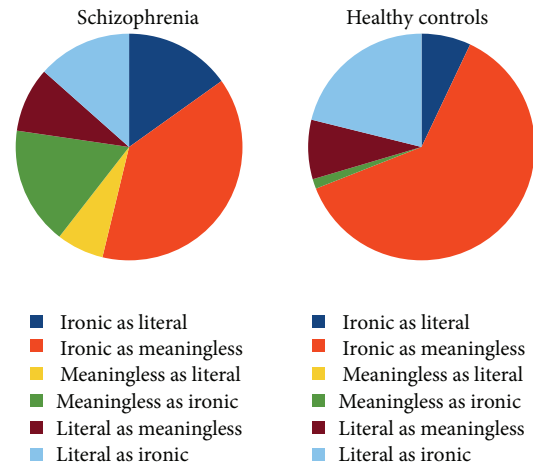 Schizophrenia
Healthy controls
Ironic as literal
Ironic as meaningless
Meaningless as literal
Meaningless as ironic
Literal as meaningless
Literal as ironic
Ironic as literal
Ironic as meaningless
Meaningless as literal
Meaningless as ironic
Literal as meaningless
Literal as ironic